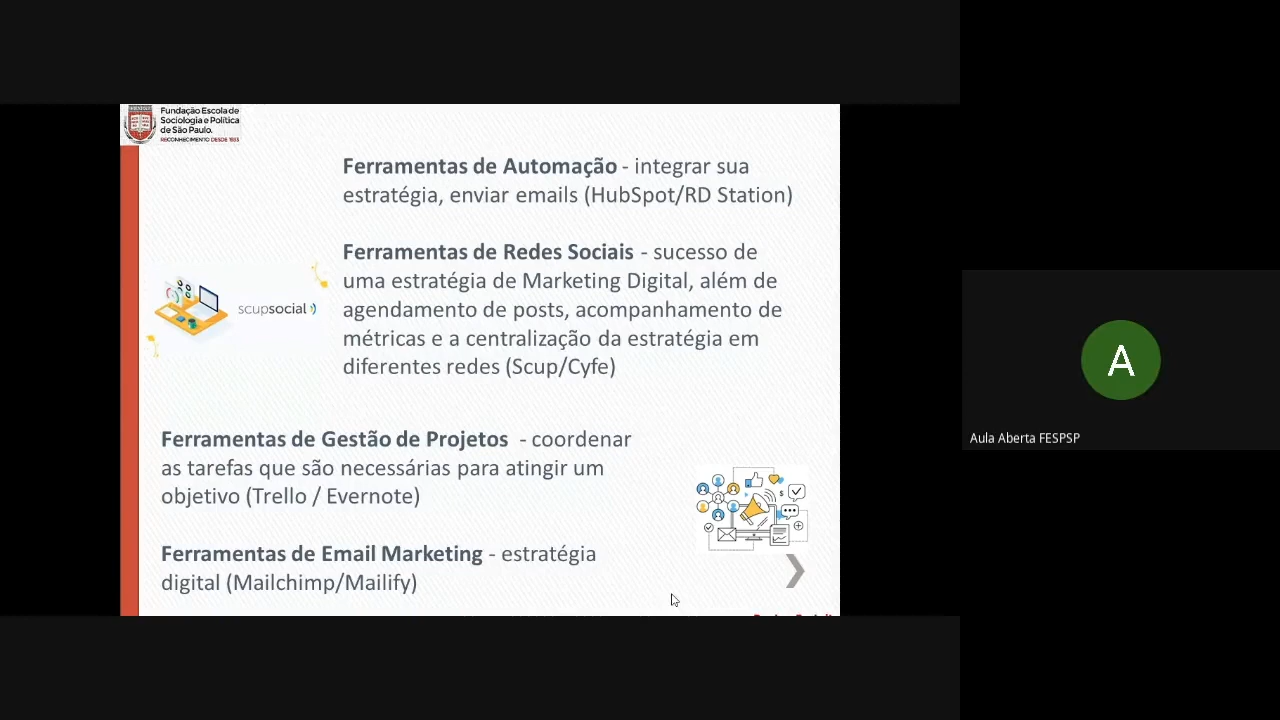 Fundação Escola de
Sociologia e Política
de São Paulo.
RECONHECIMENTO DESDE 1933
Ferramentas de Automação - integrar sua
estratégia, enviar emails (HubSpot/RD Station)
Ferramentas de Redes Sociais - sucesso de
uma estratégia de Marketing Digital, além de
agendamento de posts, acompanhamento de
métricas e a centralização da estratégia em
diferentes redes (Scup/Cyfe)
scupsocial
Ferramentas de Gestão de Projetos - coordenar
as tarefas que são necessárias para atingir um
objetivo (Trello / Evernote)
Ferramentas de Email Marketing - estratégia
digital (Mailchimp/Mailify)
A
Aula Aberta FESPSP